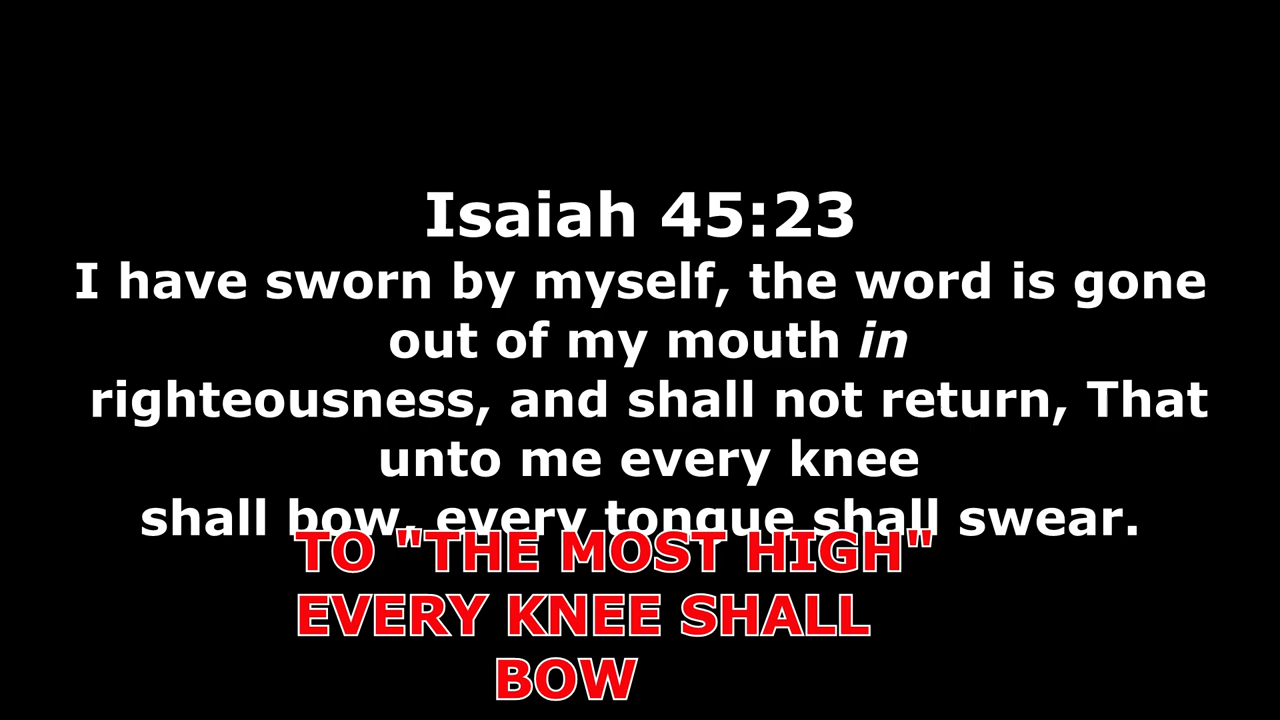 Isaiah 45:23
I have sworn by myself, the word is gone
out of my mouth in
righteousness, and shall not return, That
unto me every knee
shall bow, every tongue shall swear.
TO "THE MOST HIGH"
EVERY KNEE SHALL
BOW